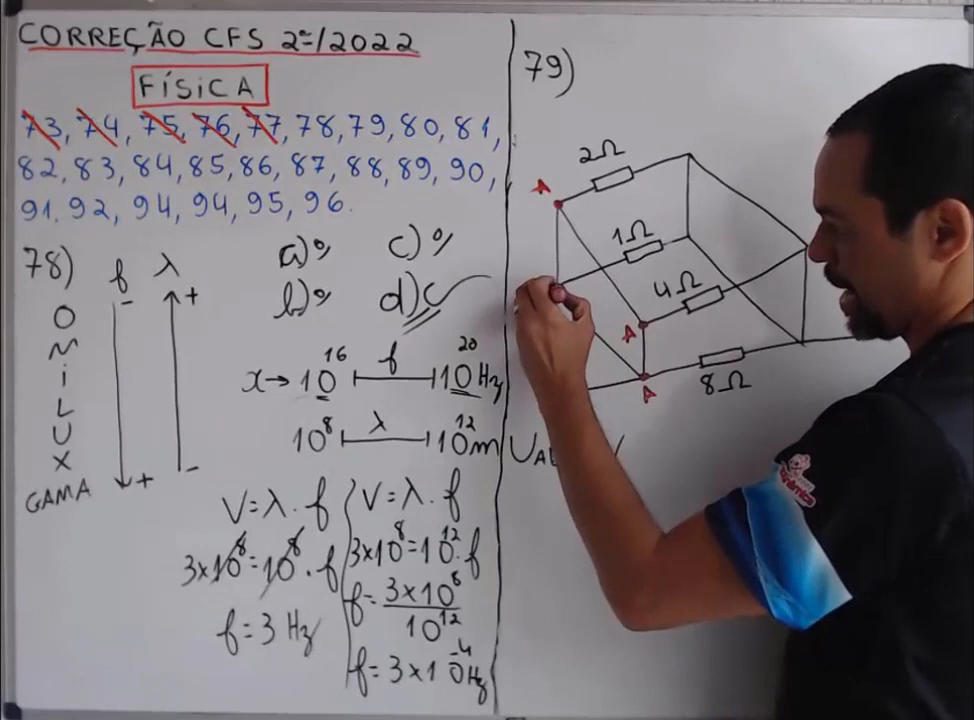 CORREÇÃO CFS 2º/2022
FÍSICA
73, 74, 75, 76, 77, 78, 79, 80, 81,
82, 83, 84, 85, 86, 87, 88, 89, 90,
91. 92, 94, 94, 95, 96.
78) f λ
- +
O
M
i
L
U
X
GAMA + -
a)% c)%
b)% d)C
x→10^16 f 10^20 Hz
10^8 λ 10^12 m
V=λ.f
3x10^8=10^8.f
f=3 Hz
V=λ.f
3x10^8=10^12.f
f=3x10^8/10^12
f=3x10^-4 Hz
79)
2Ω
A
1Ω
4Ω
A
8Ω
A